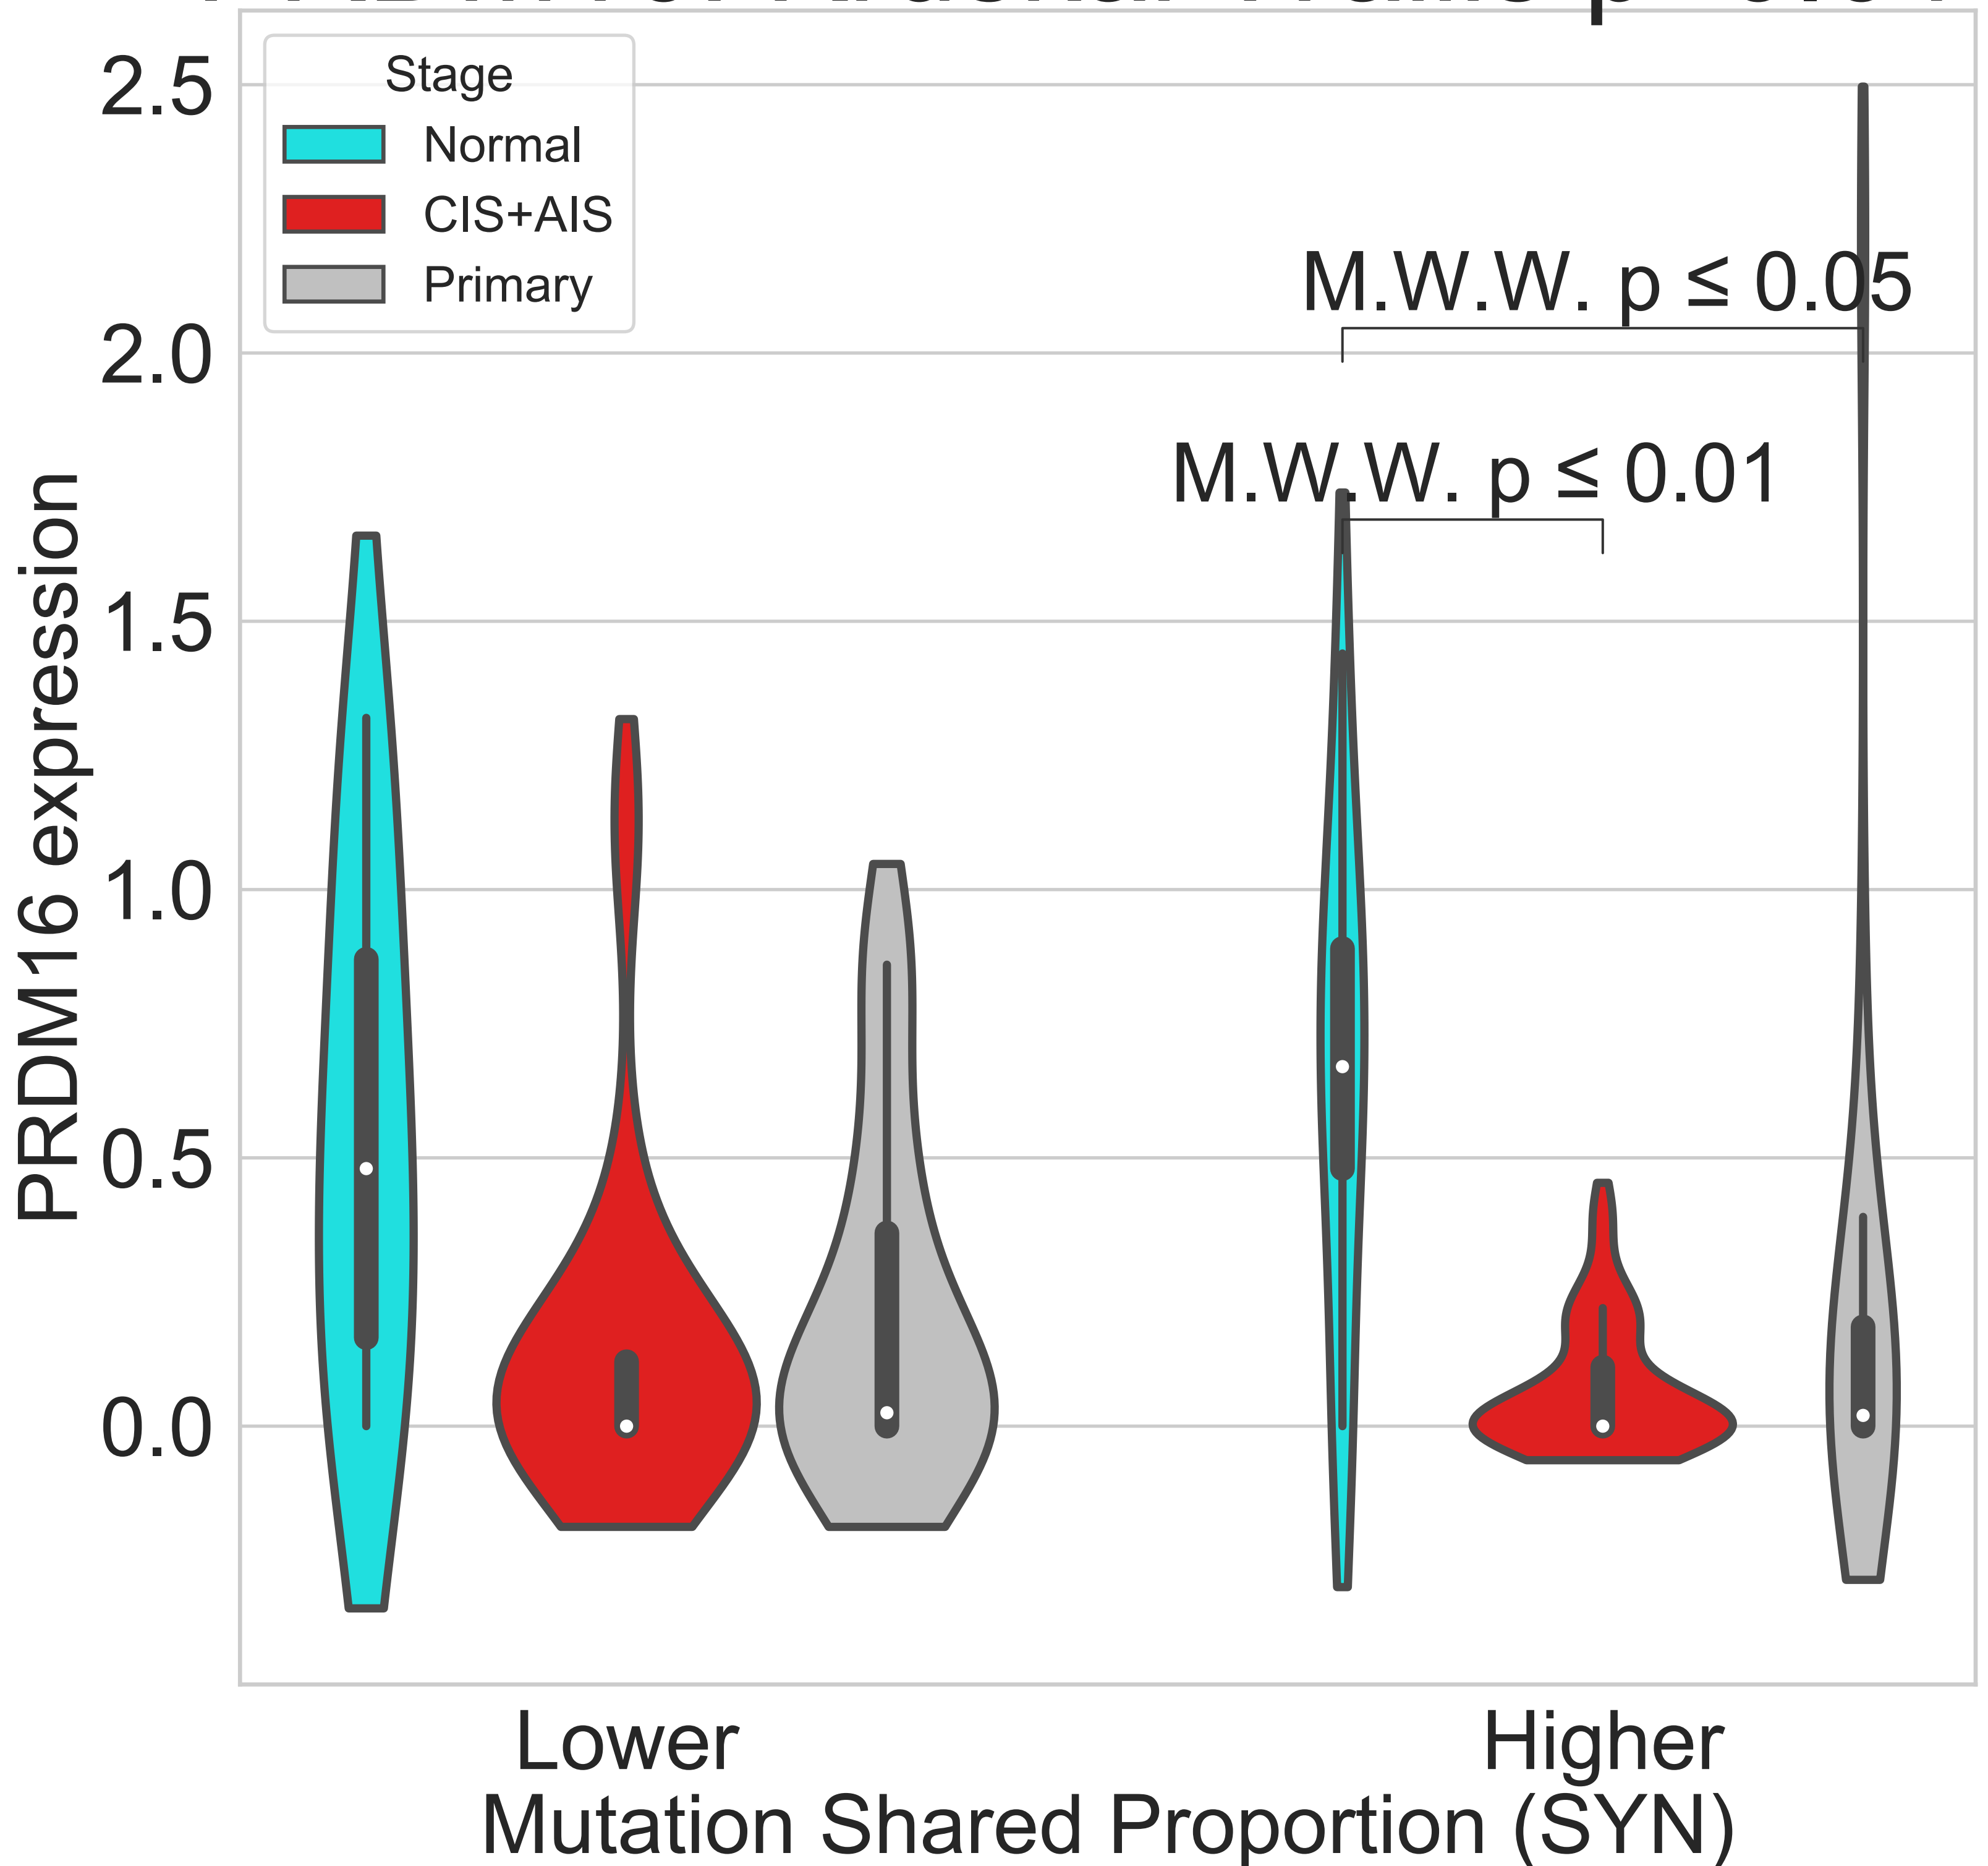 Stage
Normal
CIS+AIS
Primary
2.5
2.0
1.5
1.0
0.5
0.0
PRDM16 expression
M.W.W. p ≤ 0.05
M.W.W. p ≤ 0.01
Lower
Higher
Mutation Shared Proportion (SYN)